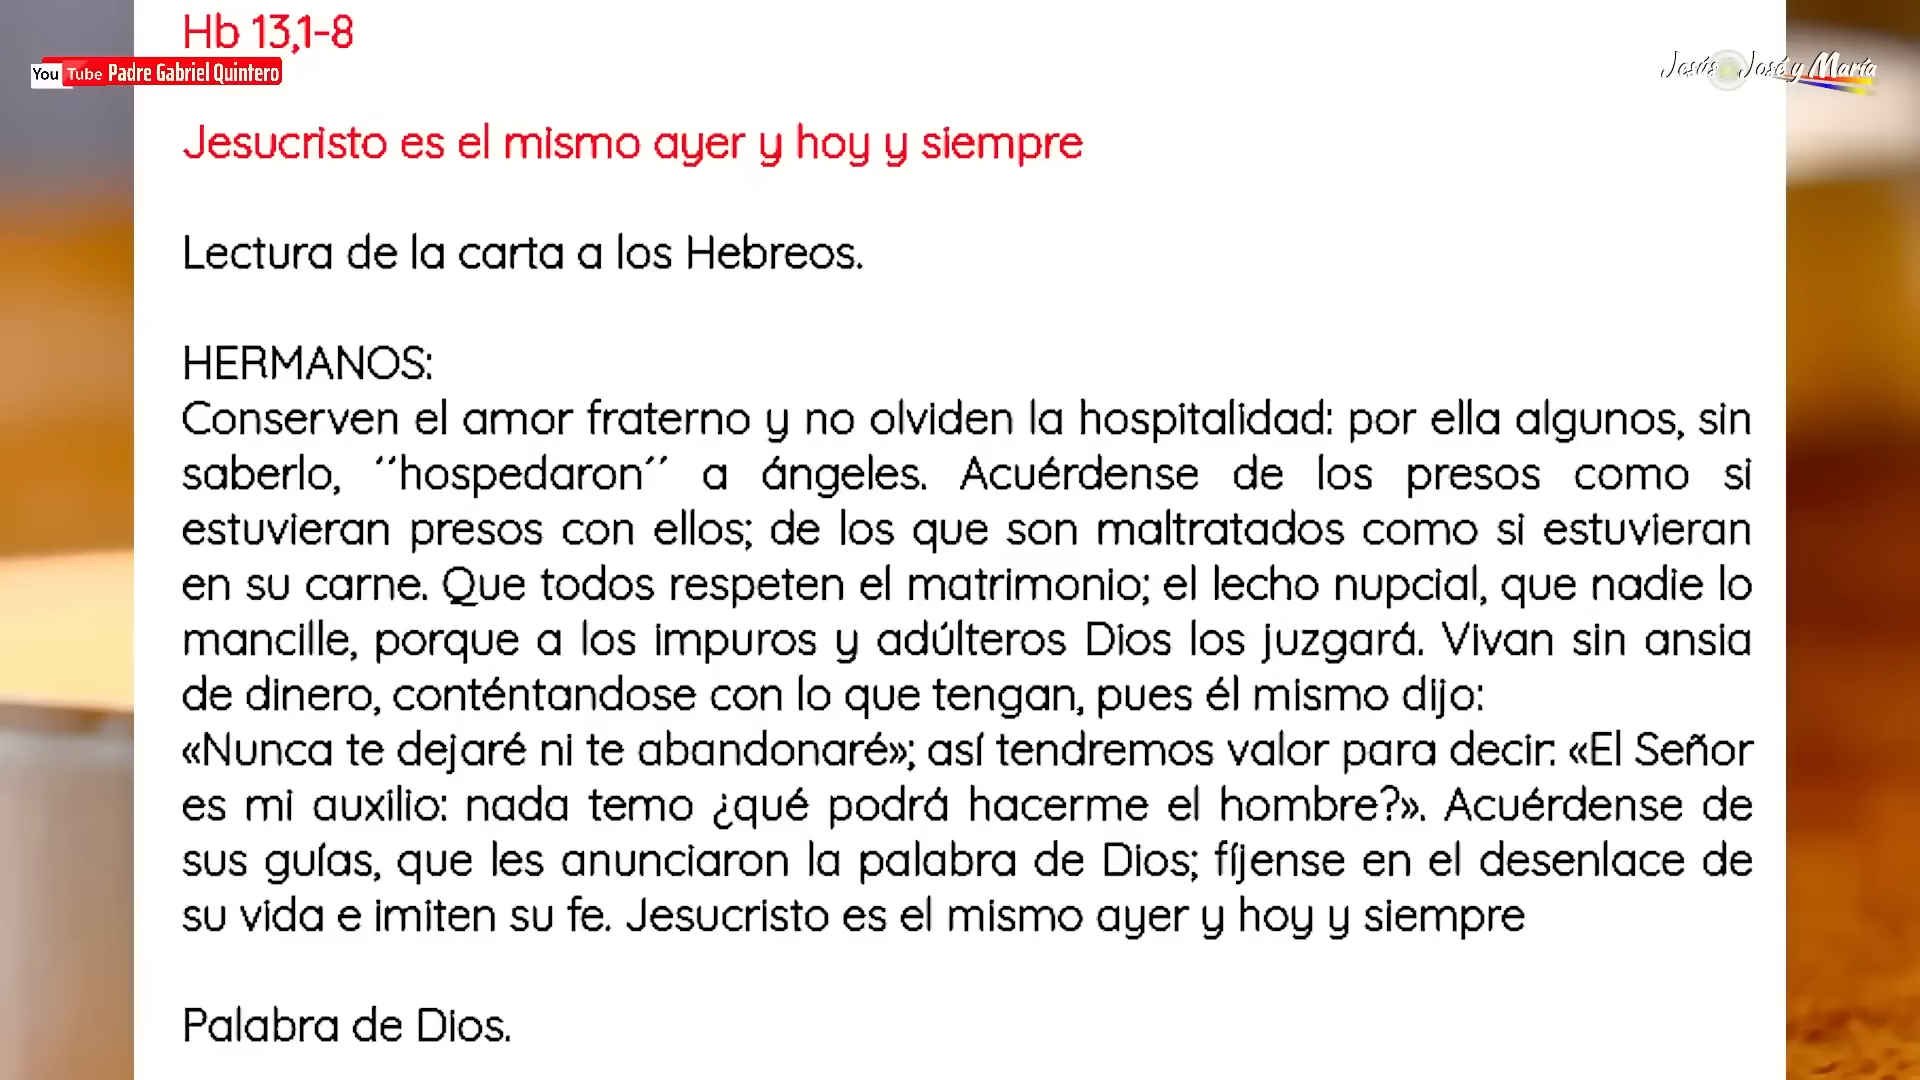 Hb 13,1-8
You Tube Padre Gabriel Quintero
Jesús José y María
Jesucristo es el mismo ayer y hoy y siempre
Lectura de la carta a los Hebreos.
HERMANOS:
Conserven el amor fraterno y no olviden la hospitalidad: por ella algunos, sin
saberlo, ´´hospedaron´´ a ángeles. Acuérdense de los presos como si
estuvieran presos con ellos; de los que son maltratados como si estuvieran
en su carne. Que todos respeten el matrimonio; el lecho nupcial, que nadie lo
mancille, porque a los impuros y adúlteros Dios los juzgará. Vivan sin ansia
de dinero, conténtandose con lo que tengan, pues él mismo dijo:
«Nunca te dejaré ni te abandonaré»; así tendremos valor para decir: «El Señor
es mi auxilio: nada temo ¿qué podrá hacerme el hombre?». Acuérdense de
sus guías, que les anunciaron la palabra de Dios; fíjense en el desenlace de
su vida e imiten su fe. Jesucristo es el mismo ayer y hoy y siempre
Palabra de Dios.